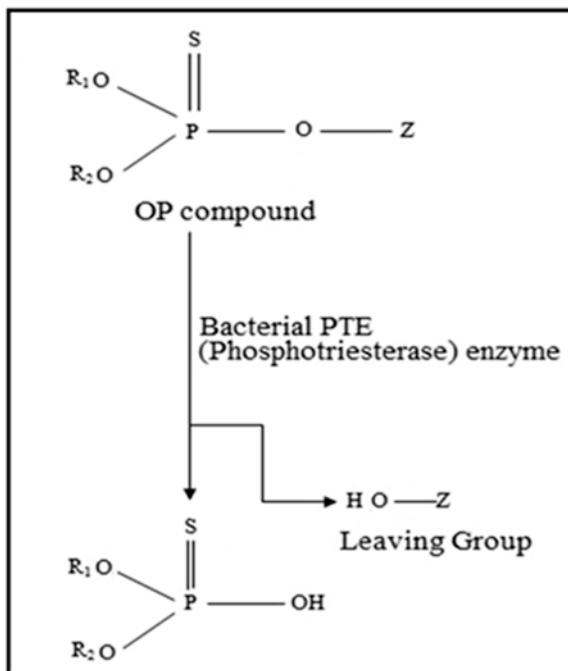 S
R₁O
P O Z
R₂O
OP compound
Bacterial PTE
(Phosphotriesterase) enzyme
H O Z
S
Leaving Group
R₁O
P OH
R₂O